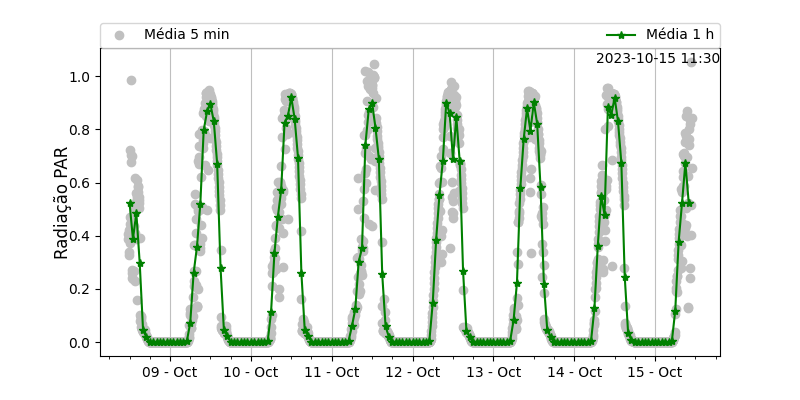 Média 5 min
Média 1 h
2023-10-15 11:30
Radiação PAR
1.0
0.8
0.6
0.4
0.2
0.0
09 - Oct
10 - Oct
11 - Oct
12 - Oct
13 - Oct
14 - Oct
15 - Oct